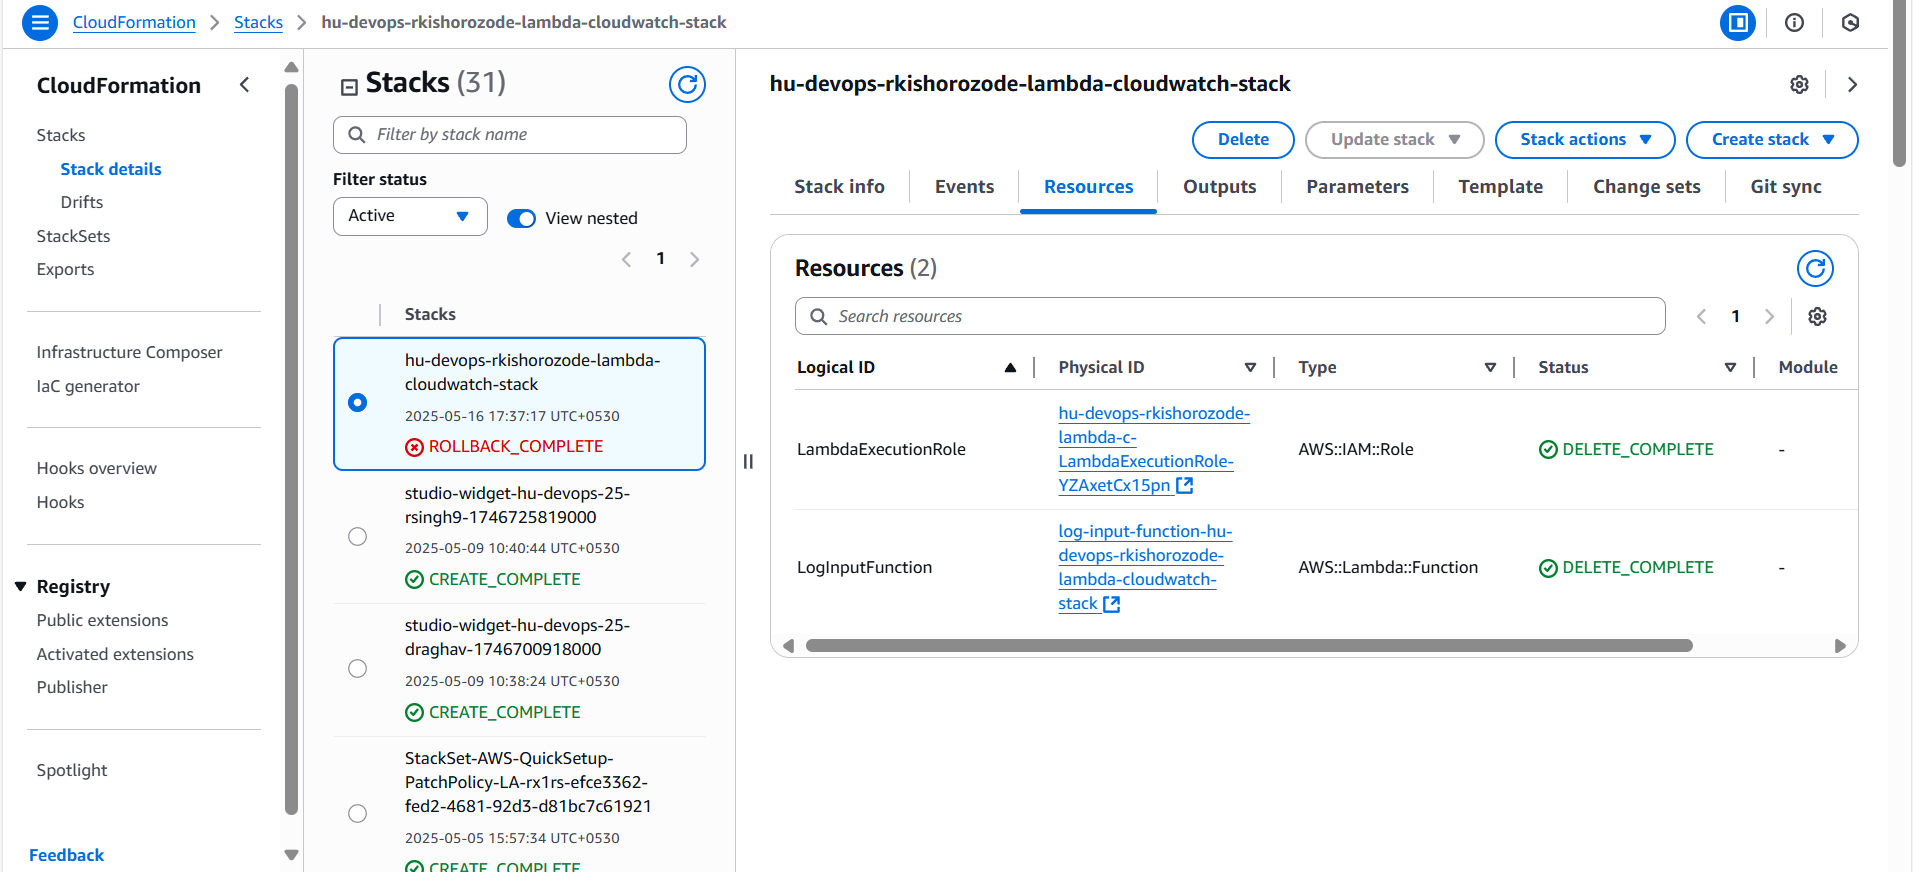 CloudFormation > Stacks > hu-devops-rkishorozode-lambda-cloudwatch-stack
CloudFormation
Stacks
Stack details
Drifts
StackSets
Exports
Infrastructure Composer
IaC generator
Hooks overview
Hooks
Registry
Public extensions
Activated extensions
Publisher
Spotlight
Feedback
Stacks (31)
Filter by stack name
Filter status
Active
View nested
1
Stacks
hu-devops-rkishorozode-lambda-
cloudwatch-stack
2025-05-16 17:37:17 UTC+0530
ROLLBACK_COMPLETE
studio-widget-hu-devops-25-
rsingh9-1746725819000
2025-05-09 10:40:44 UTC+0530
CREATE_COMPLETE
studio-widget-hu-devops-25-
draghav-1746700918000
2025-05-09 10:38:24 UTC+0530
CREATE_COMPLETE
StackSet-AWS-QuickSetup-
PatchPolicy-LA-rx1rs-efce3362-
fed2-4681-92d3-d81bc7c61921
2025-05-05 15:57:34 UTC+0530
CREATE_COMPLETE
hu-devops-rkishorozode-lambda-cloudwatch-stack
Delete Update stack Stack actions Create stack
Stack info Events Resources Outputs Parameters Template Change sets Git sync
Resources (2)
Search resources
1
Logical ID Physical ID Type Status Module
LambdaExecutionRole
hu-devops-rkishorozode-
lambda-c-
LambdaExecutionRole-
YZAxetCx15pn
AWS::IAM::Role
DELETE_COMPLETE
-
LogInputFunction
log-input-function-hu-
devops-rkishorozode-
lambda-cloudwatch-
stack
AWS::Lambda::Function
DELETE_COMPLETE
-